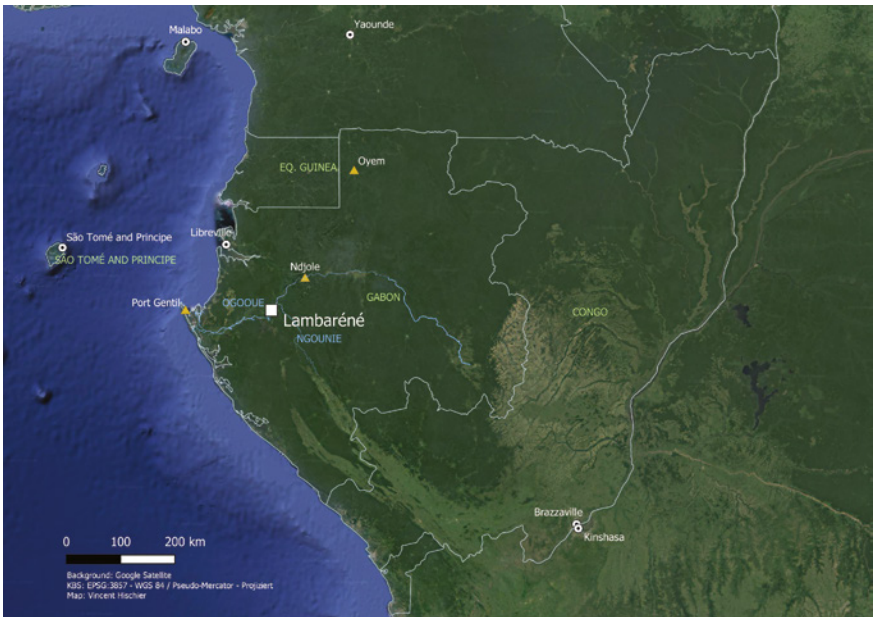 Malabo
Yaounde
EQ. GUINEA
Oyem
Libreville
São Tomé and Principe
SÃO TOMÉ AND PRINCIPE
Ndjole
Port Gentil
OGOOUE
GABON
Lambaréné
CONGO
NGOUNIE
Brazzaville
Kinshasa
0 100 200 km
Background: Google Satellite
KBS: EPSG:3857 - WGS 84 / Pseudo-Mercator - Projiziert
Map: Vincent Hischier